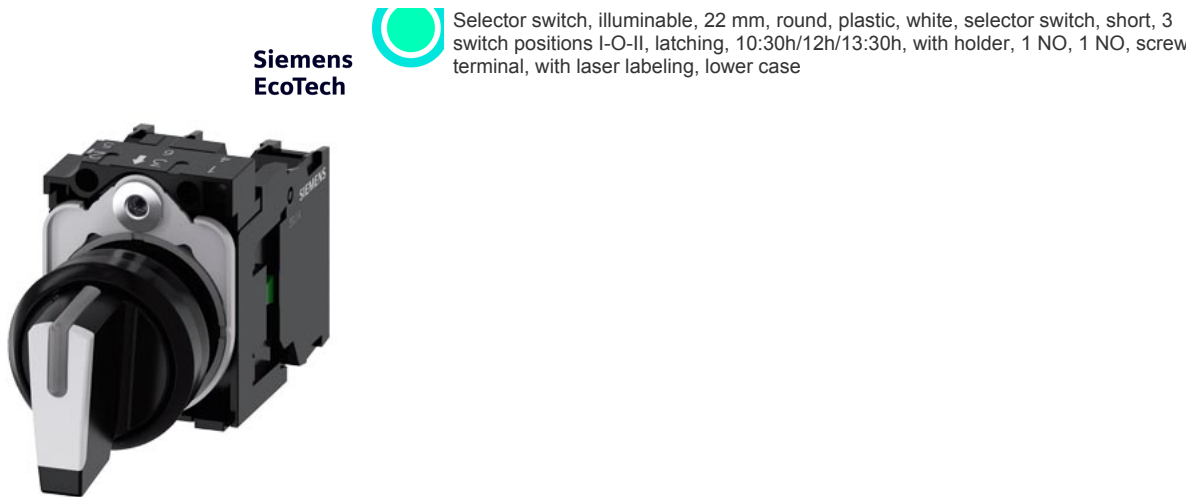 Siemens
EcoTech
Selector switch, illuminable, 22 mm, round, plastic, white, selector switch, short, 3
switch positions I-O-II, latching, 10:30h/12h/13:30h, with holder, 1 NO, 1 NO, screw
terminal, with laser labeling, lower case
SIEMENS